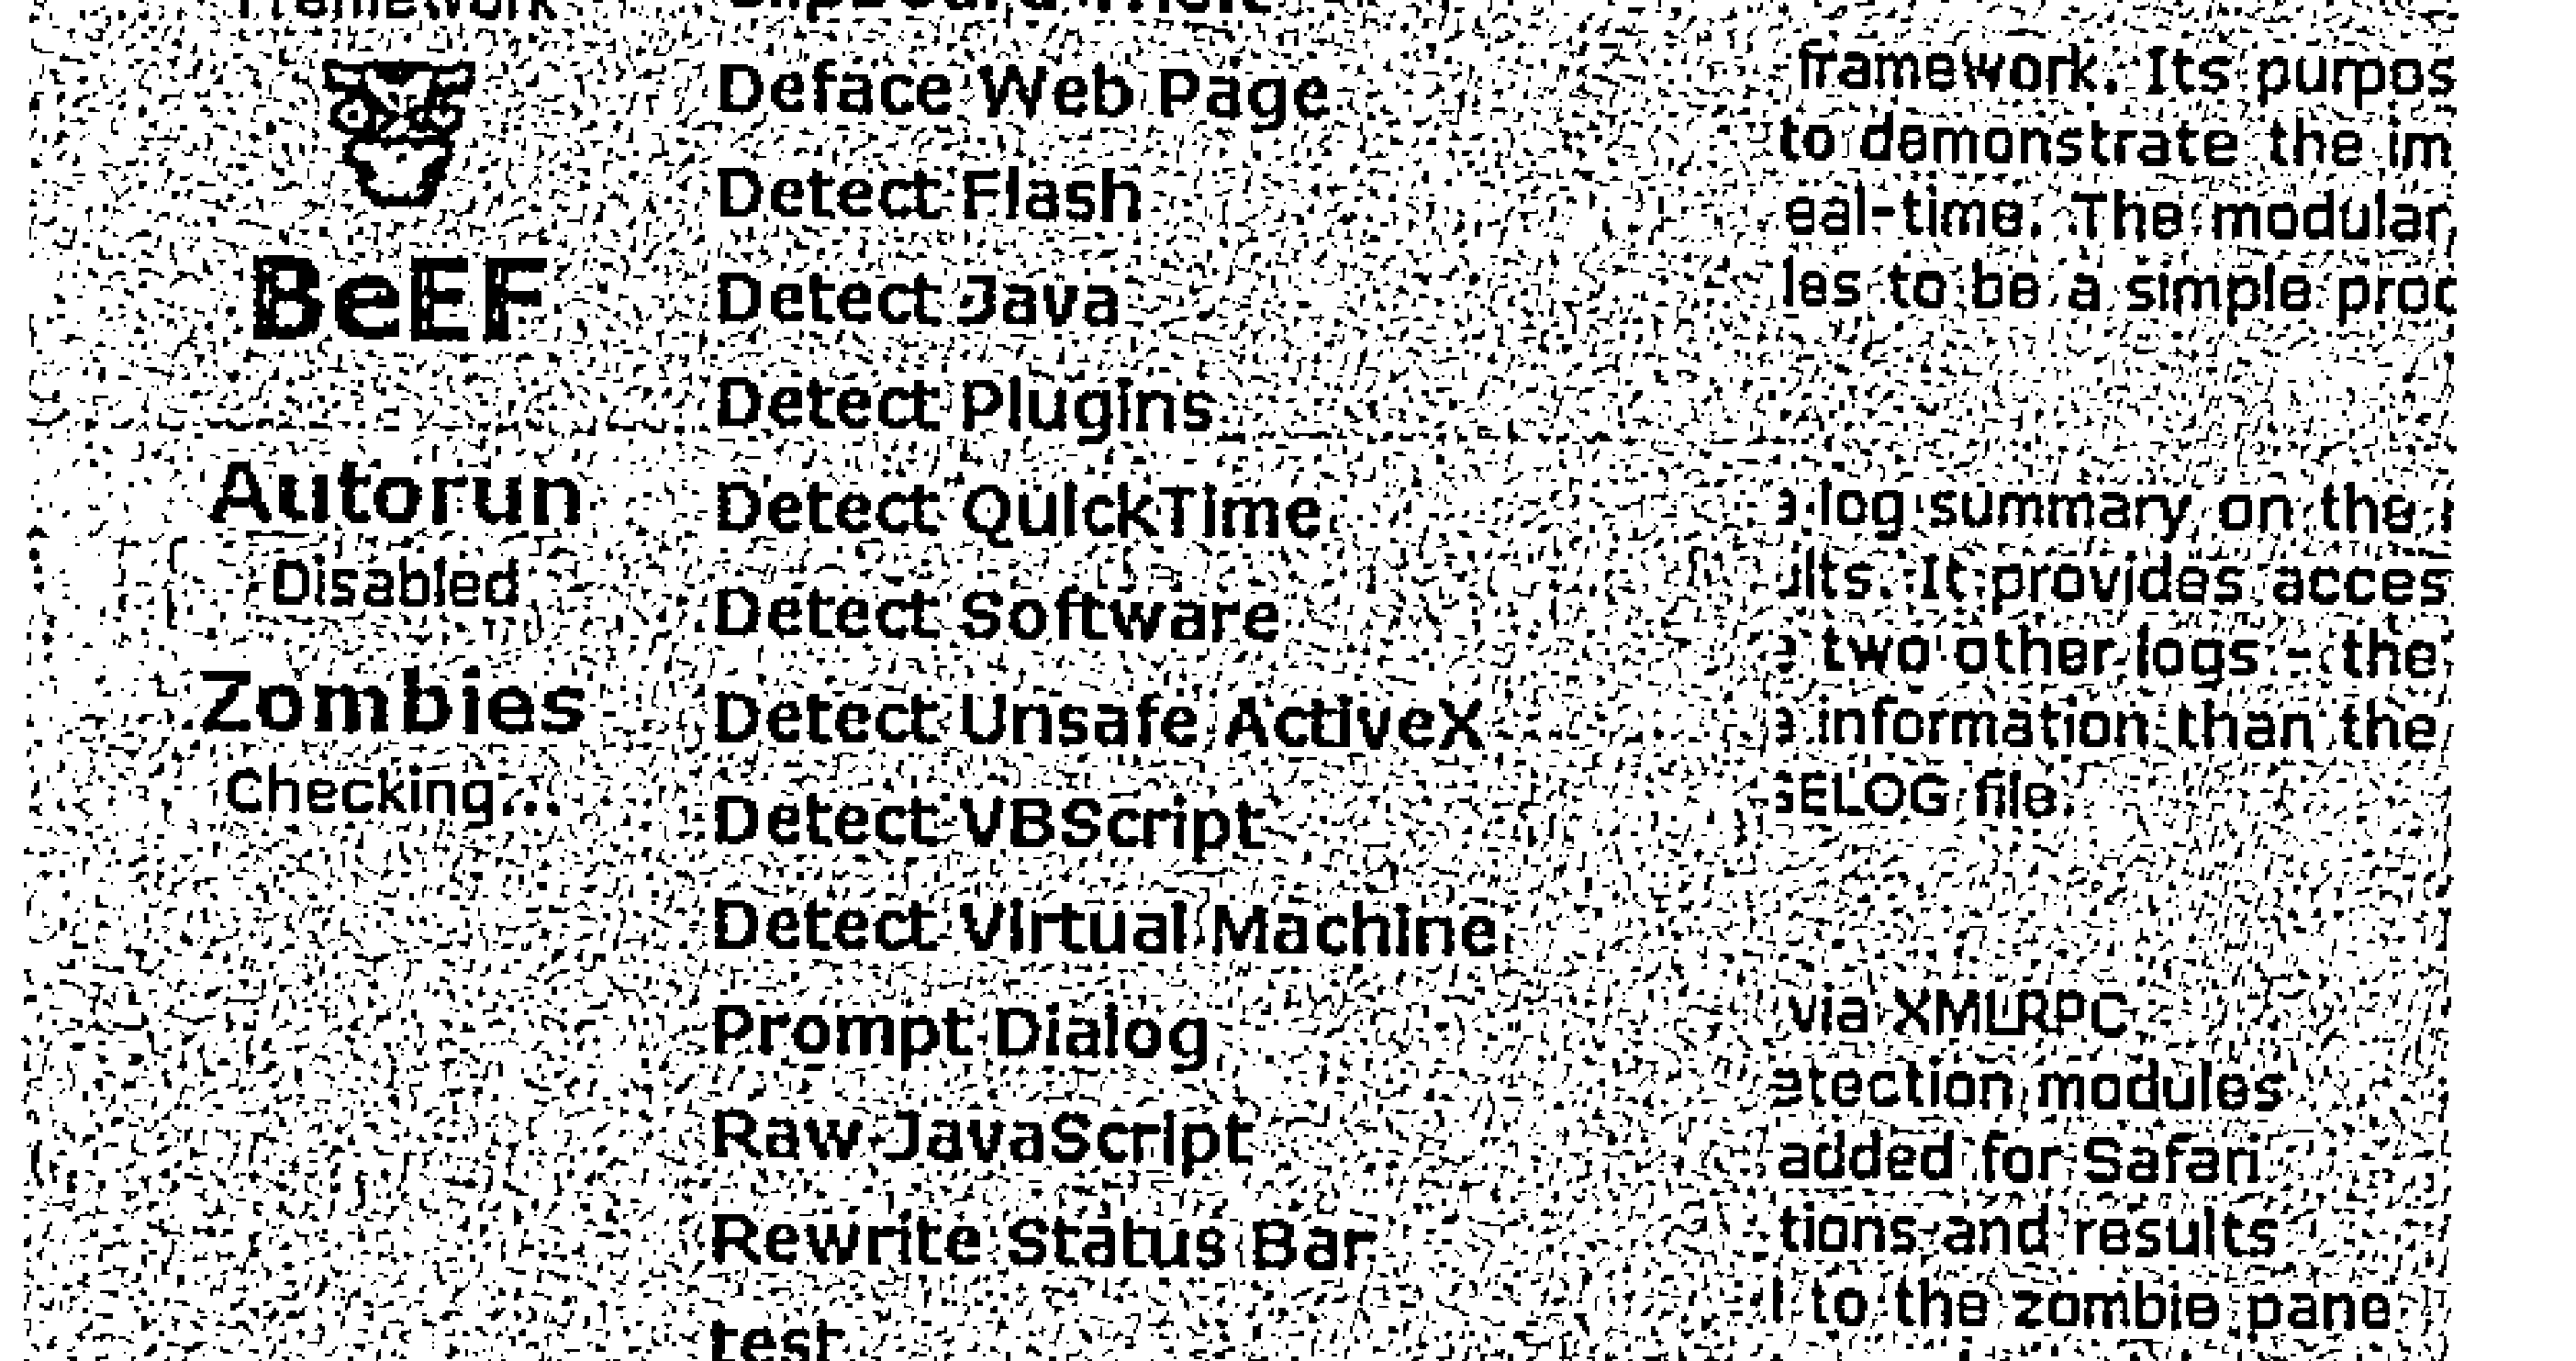 Framework
BeEF
Autorun
Disabled
Zombies
Checking...
Deface Web Page
Detect Flash
Detect Java
Detect Plugins
Detect QuickTime
Detect Software
Detect Unsafe ActiveX
Detect VBScript
Detect Virtual Machine
Prompt Dialog
Raw JavaScript
Rewrite Status Bar
test
framework. Its purpos
to demonstrate the im
eal-time. The modular
les to be a simple proc
log summary on the
ults. It provides acces
two other logs - the
information than the
GELOG file.
via XMLRPC
etection modules
added for Safari
tions and results
l to the zombie pane